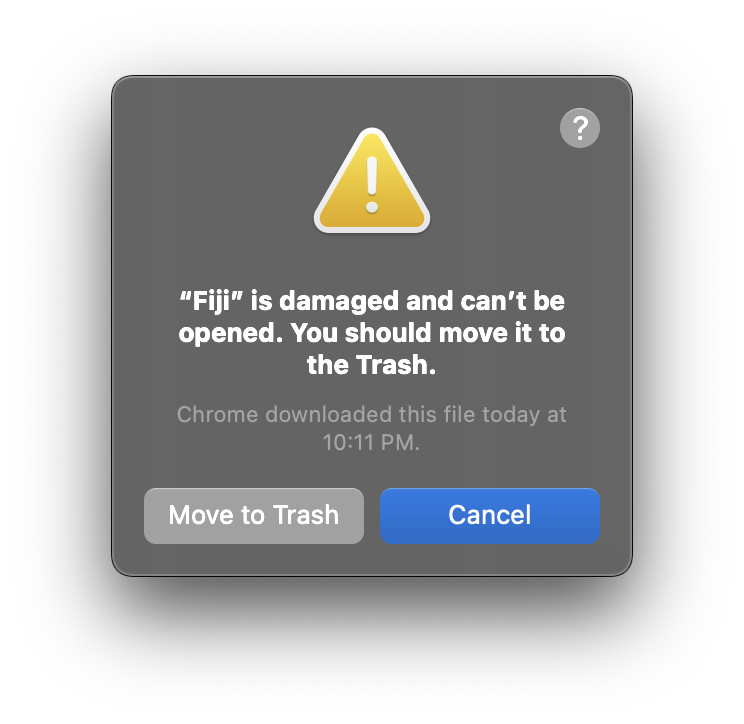 ?
“Fiji” is damaged and can’t be
opened. You should move it to
the Trash.
Chrome downloaded this file today at
10:11 PM.
Move to Trash
Cancel